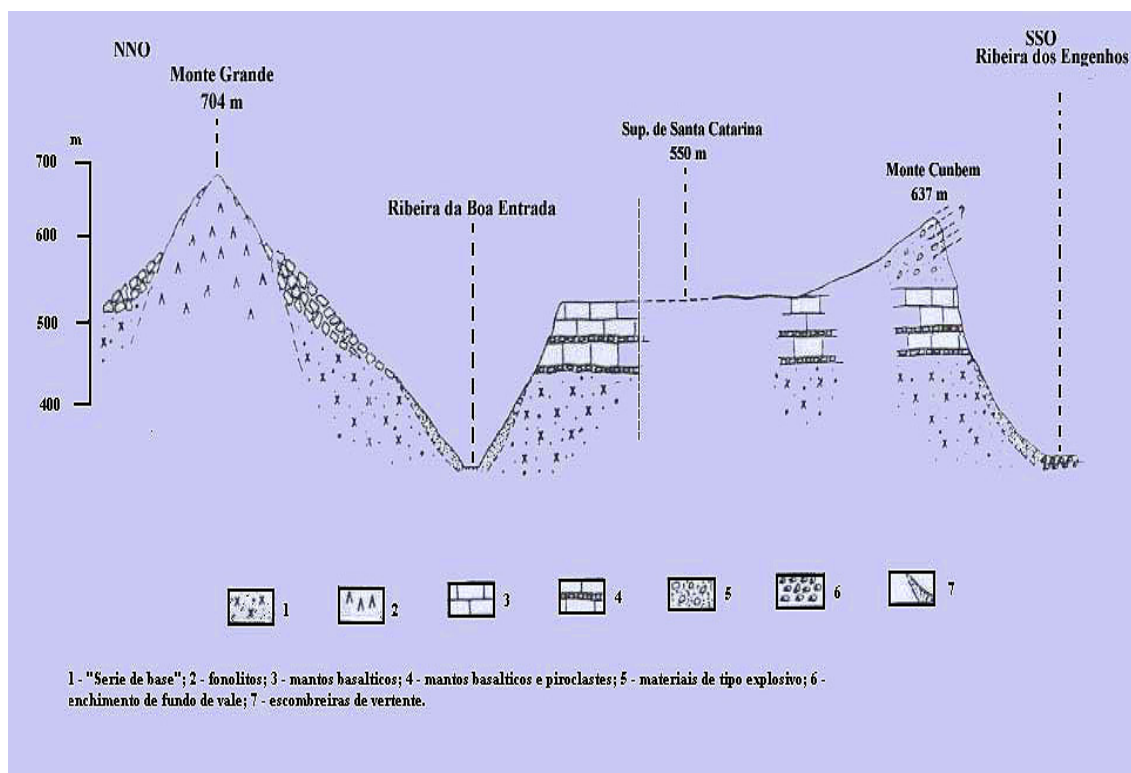 NNO
Monte Grande
704 m
SSO
Ribeira dos Engenhos
Sup. de Santa Catarina
550 m
Monte Cunbem
637 m
Ribeira da Boa Entrada
m
700
600
500
400
?
1
2
3
4
5
6
7
1 - "Serie de base"; 2 - fonolitos; 3 - mantos basalticos; 4 - mantos basalticos e piroclastes; 5 - materiais de tipo explosivo; 6 -
enchimento de fundo de vale; 7 - escombreiras de vertente.